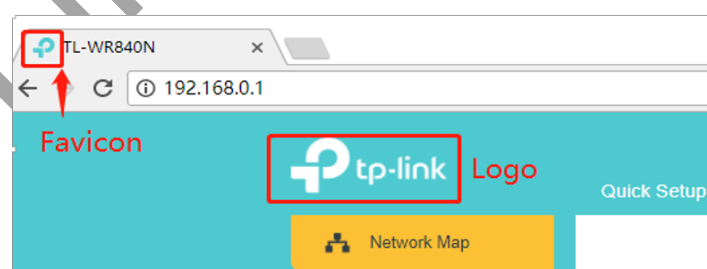 TL-WR840N
192.168.0.1
Favicon
tp-link
Logo
Quick Setup
Network Map